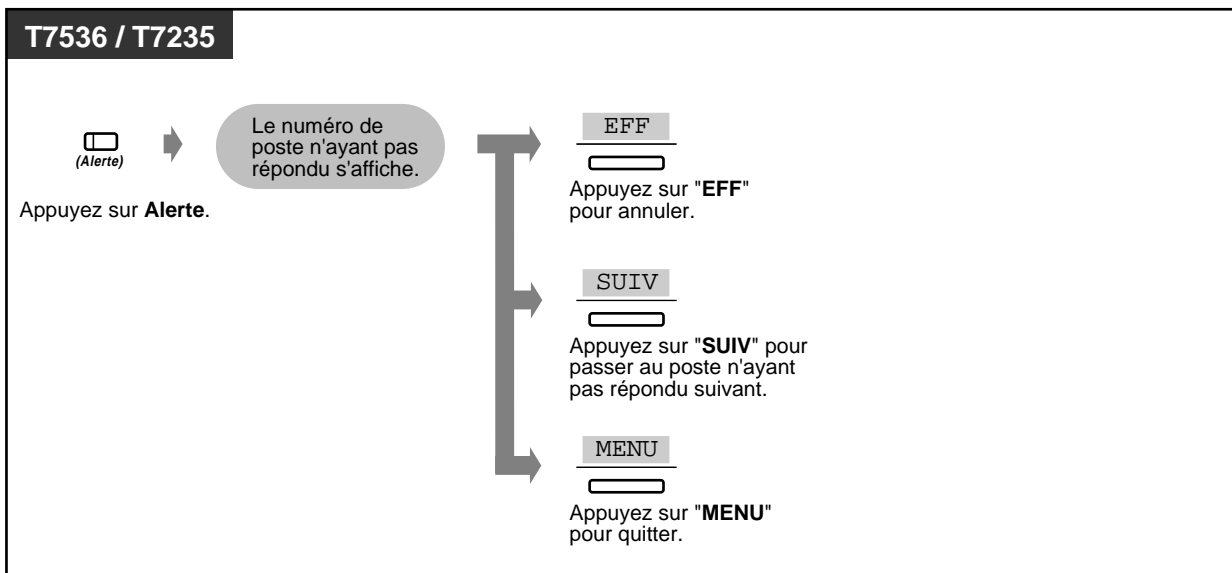 T7536 / T7235
(Alerte)
Appuyez sur Alerte.
Le numéro de
poste n'ayant pas
répondu s'affiche.
EFF
Appuyez sur "EFF"
pour annuler.
SUIV
Appuyez sur "SUIV" pour
passer au poste n'ayant
pas répondu suivant.
MENU
Appuyez sur "MENU"
pour quitter.